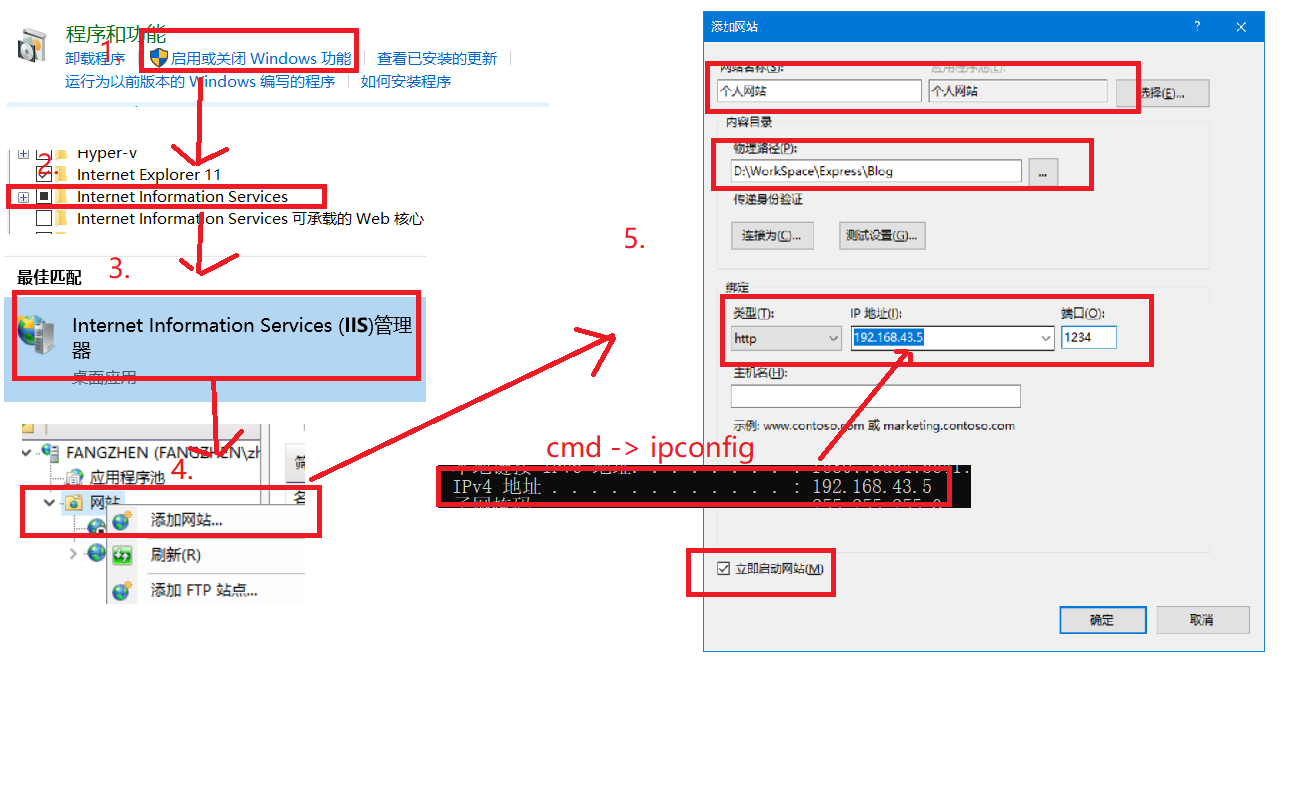 程序和功能
1.
卸载程序
启用或关闭 Windows 功能
查看已安装的更新
运行为以前版本的 Windows 编写的程序
如何安装程序
2.
Hyper-V
Internet Explorer 11
Internet Information Services
Internet Information Services 可承载的 Web 核心
最佳匹配
3.
Internet Information Services (IIS)管理
器
桌面应用
FANGZHEN (FANGZHEN\zh
应用程序池
4.
筛
网站
名
添加网站...
刷新(R)
添加 FTP 站点...
5.
cmd -> ipconfig
IPv4 地址 . . . . . . . . . . . . : 192.168.43.5
子网掩码
添加网站
? ×
网站名称(S):
应用程序池(L):
个人网站
个人网站
选择(E)...
内容目录
物理路径(P):
D:\WorkSpace\Express\Blog
...
传递身份验证
连接为(C)...
测试设置(G)...
绑定
类型(T):
IP 地址(I):
端口(O):
http
192.168.43.5
1234
主机名(H):
示例: www.contoso.com 或 marketing.contoso.com
立即启动网站(M)
确定
取消